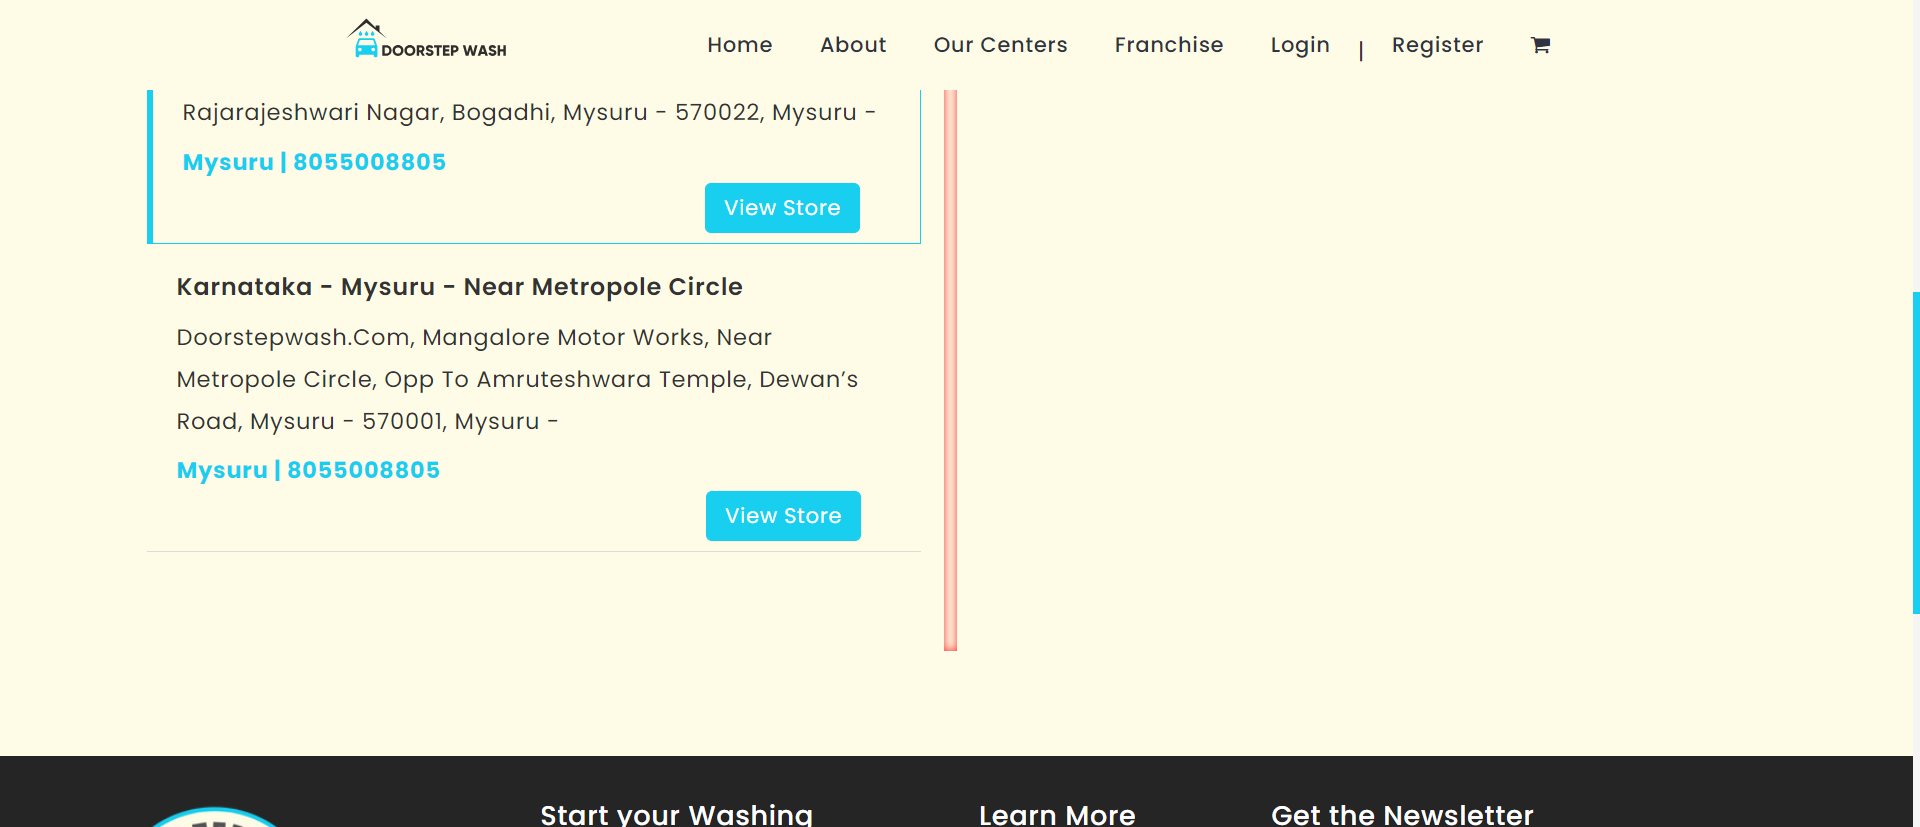 DOORSTEP WASH
Home About Our Centers Franchise Login | Register
Rajarajeshwari Nagar, Bogadhi, Mysuru - 570022, Mysuru -
Mysuru | 8055008805
View Store
Karnataka - Mysuru - Near Metropole Circle
Doorstepwash.Com, Mangalore Motor Works, Near
Metropole Circle, Opp To Amruteshwara Temple, Dewan’s
Road, Mysuru - 570001, Mysuru -
Mysuru | 8055008805
View Store
Start your Washing
Learn More
Get the Newsletter